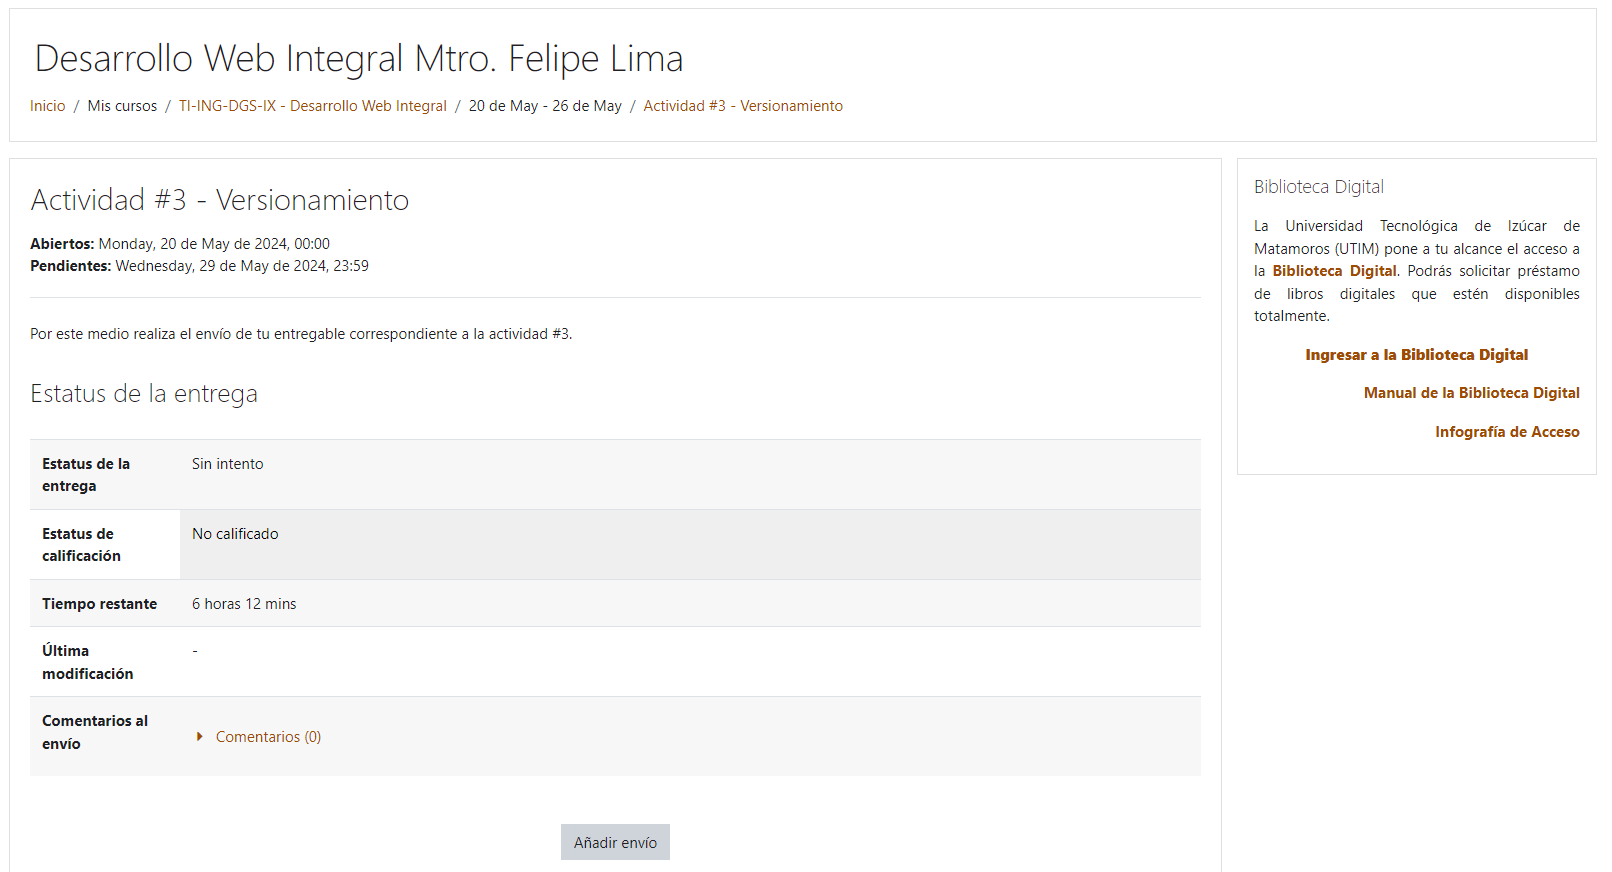 Desarrollo Web Integral Mtro. Felipe Lima
Inicio / Mis cursos / TI-ING-DGS-IX - Desarrollo Web Integral / 20 de May - 26 de May / Actividad #3 - Versionamiento
Actividad #3 - Versionamiento
Abiertos: Monday, 20 de May de 2024, 00:00
Pendientes: Wednesday, 29 de May de 2024, 23:59
Por este medio realiza el envío de tu entregable correspondiente a la actividad #3.
Estatus de la entrega
Estatus de la
entrega
Sin intento
Estatus de
calificación
No calificado
Tiempo restante
6 horas 12 mins
Última
modificación
-
Comentarios al
envío
Comentarios (0)
Añadir envío
Biblioteca Digital
La Universidad Tecnológica de Izúcar de
Matamoros (UTIM) pone a tu alcance el acceso a
la Biblioteca Digital. Podrás solicitar préstamo
de libros digitales que estén disponibles
totalmente.
Ingresar a la Biblioteca Digital
Manual de la Biblioteca Digital
Infografía de Acceso